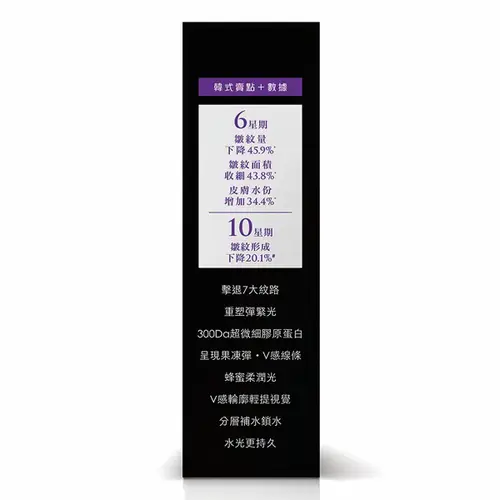 韓式賣點+數據
6星期
皺紋量
下降45.9%*
皺紋面積
收細43.8%*
皮膚水份
增加34.4%*
10星期
皺紋形成
下降20.1%#
擊退7大紋路
重塑彈緊光
300Da超微細膠原蛋白
呈現果凍彈・V感線條
蜂蜜柔潤光
V感輪廓輕提視覺
分層補水鎖水
水光更持久